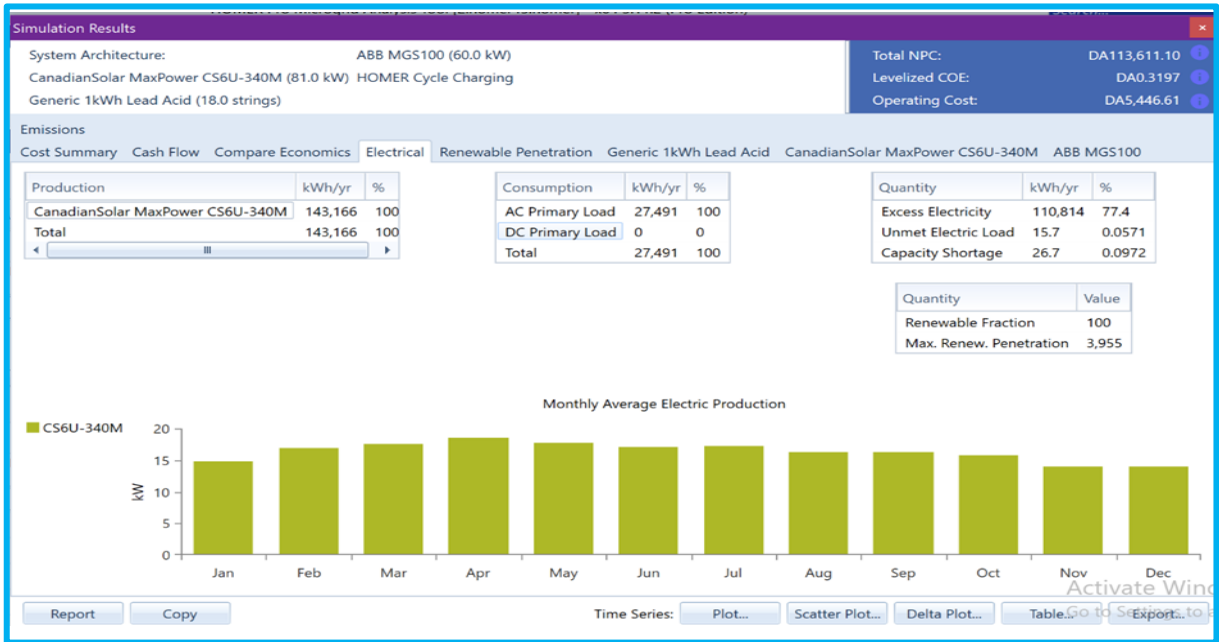 Simulation Results
System Architecture: ABB MGS100 (60.0 kW)
CanadianSolar MaxPower CS6U-340M (81.0 kW) HOMER Cycle Charging
Generic 1kWh Lead Acid (18.0 strings)
Total NPC: DA113,611.10
Levelized COE: DA0.3197
Operating Cost: DA5,446.61
Emissions
Cost Summary Cash Flow Compare Economics Electrical Renewable Penetration Generic 1kWh Lead Acid CanadianSolar MaxPower CS6U-340M ABB MGS100
Production kWh/yr %
CanadianSolar MaxPower CS6U-340M 143,166 100
Total 143,166 100
Consumption kWh/yr %
AC Primary Load 27,491 100
DC Primary Load 0 0
Total 27,491 100
Quantity kWh/yr %
Excess Electricity 110,814 77.4
Unmet Electric Load 15.7 0.0571
Capacity Shortage 26.7 0.0972
Quantity Value
Renewable Fraction 100
Max. Renew. Penetration 3,955
Monthly Average Electric Production
CS6U-340M
20
15
10
5
0
kW
Jan Feb Mar Apr May Jun Jul Aug Sep Oct Nov Dec
Activate Wind
Report Copy Time Series: Plot... Scatter Plot... Delta Plot... Table... Export...
Go to Settings to a